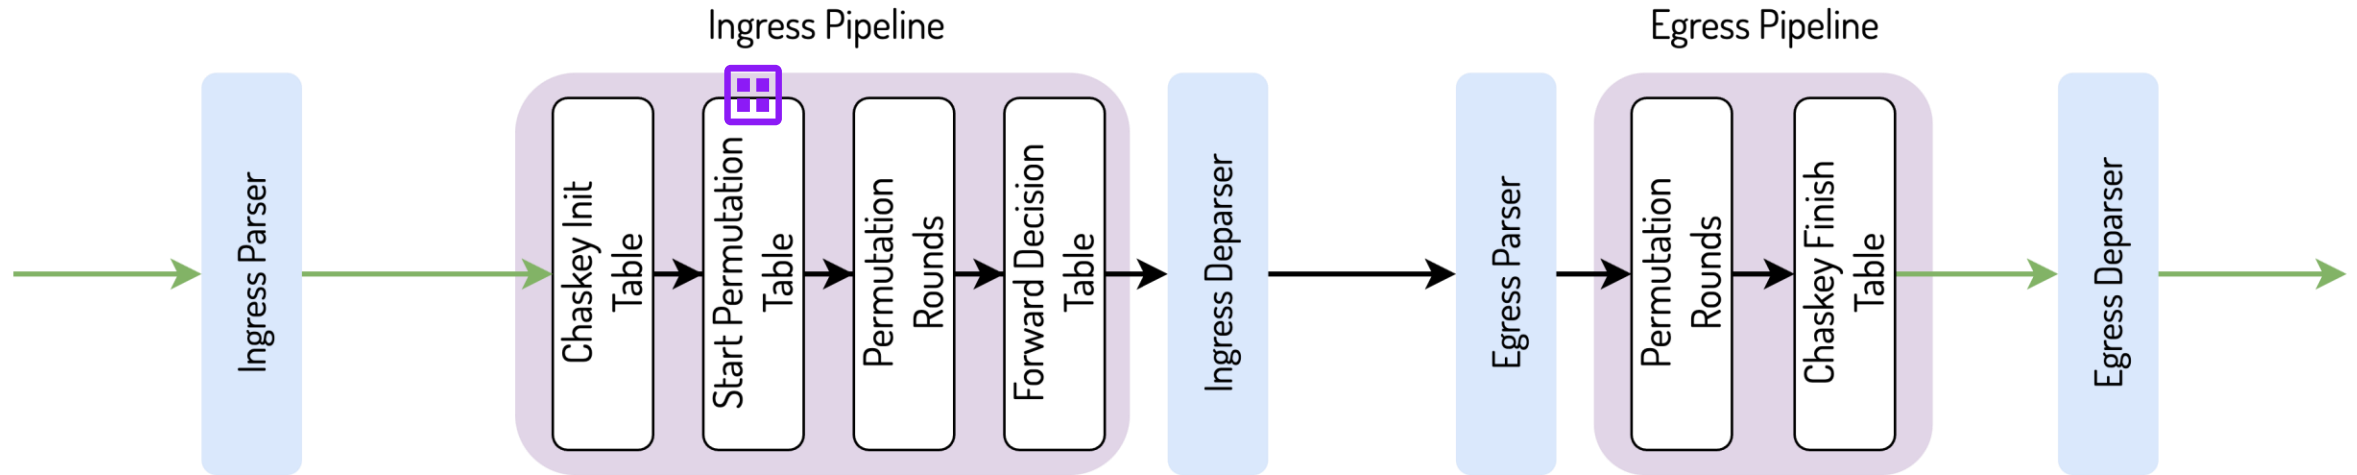 Ingress Pipeline
Egress Pipeline
Ingress Parser
Chaskey Init
Table
Start Permutation
Table
Permutation
Rounds
Forward Decision
Table
Ingress Deparser
Egress Parser
Permutation
Rounds
Chaskey Finish
Table
Egress Deparser